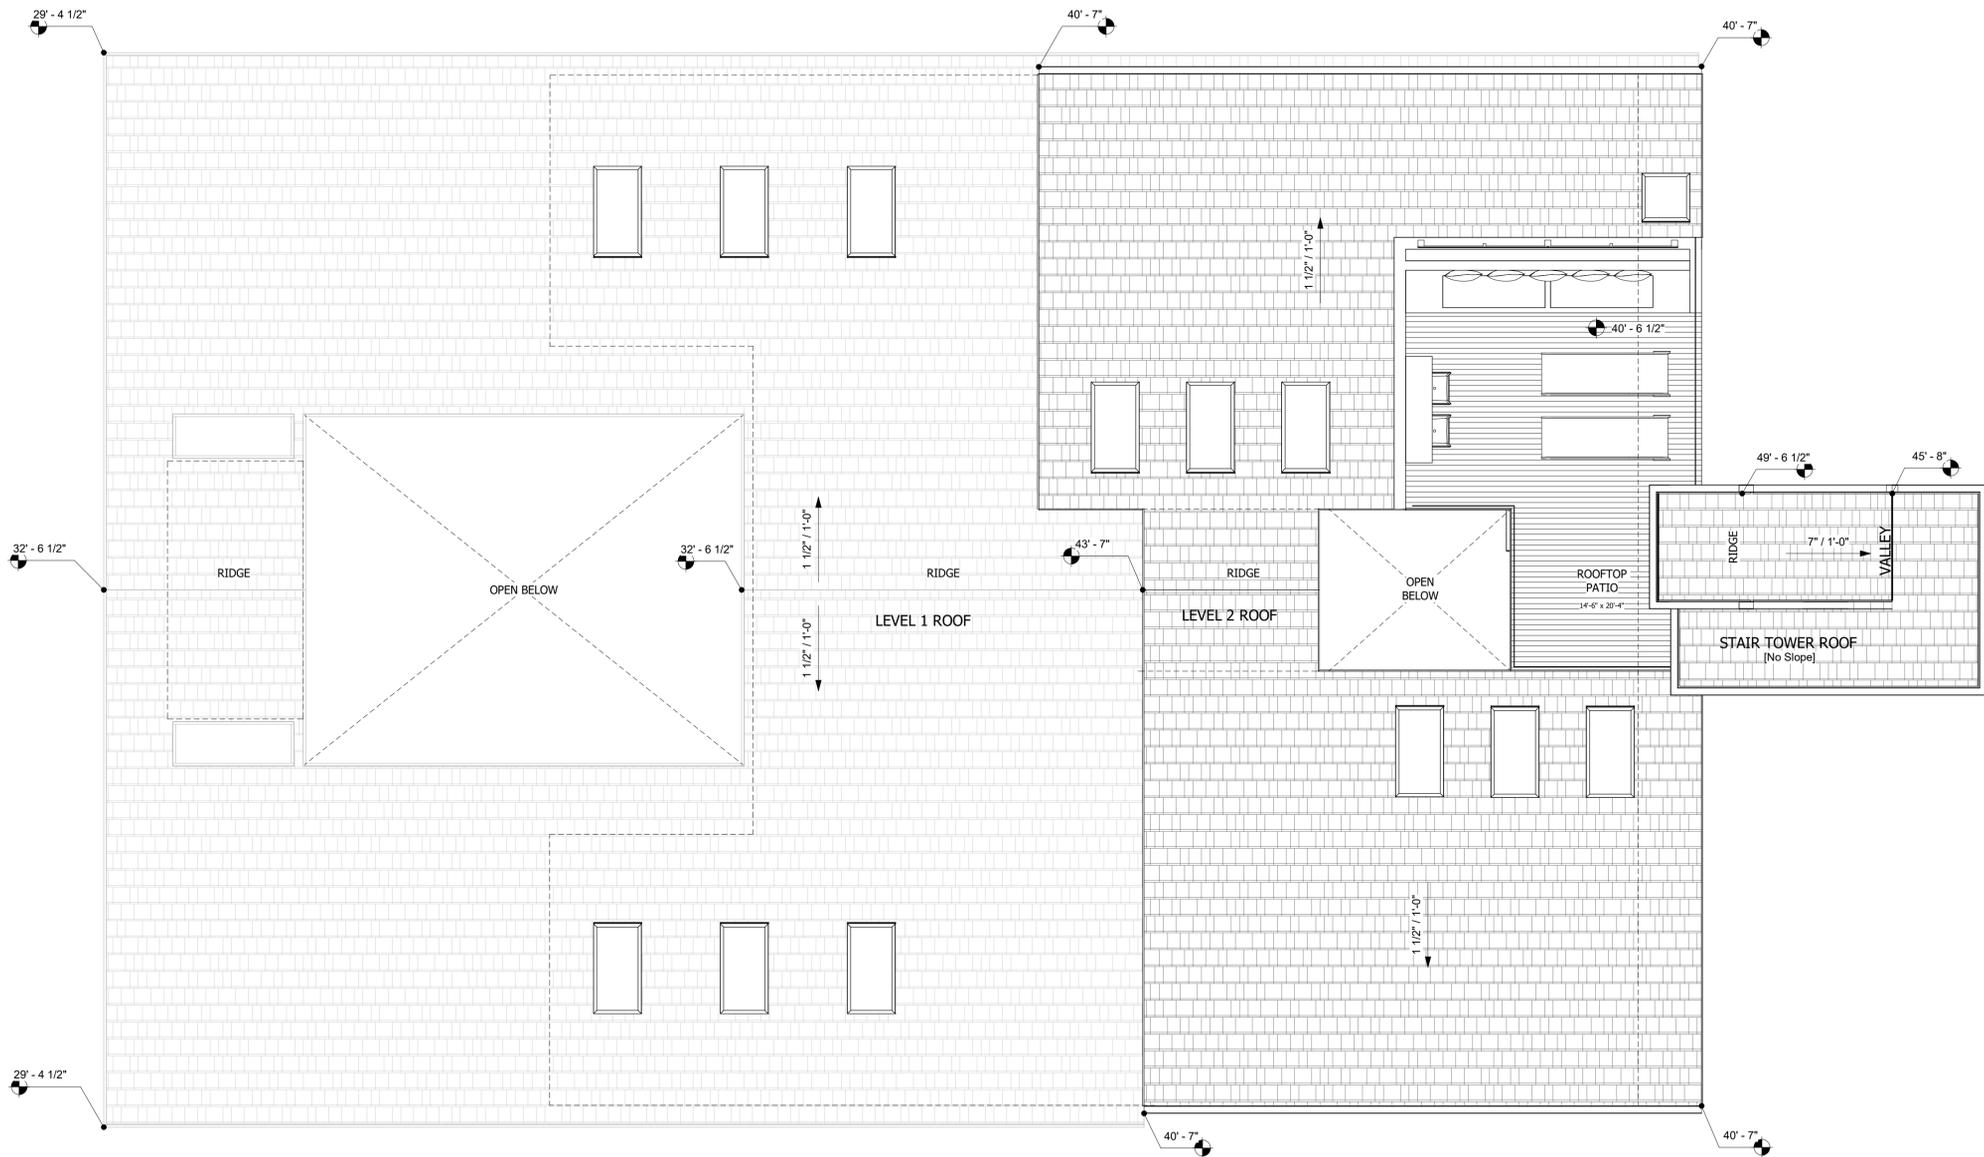 29' - 4 1/2"
40' - 7"
40' - 7"
1 1/2" / 1'-0"
40' - 6 1/2"
49' - 6 1/2"
45' - 8"
32' - 6 1/2"
RIDGE
OPEN BELOW
32' - 6 1/2"
1 1/2" / 1'-0"
1 1/2" / 1'-0"
RIDGE
LEVEL 1 ROOF
43' - 7"
RIDGE
LEVEL 2 ROOF
OPEN
BELOW
ROOFTOP
PATIO
14'-6" x 20'-4"
RIDGE
7" / 1'-0"
VALLEY
STAIR TOWER ROOF
[No Slope]
1 1/2" / 1'-0"
29' - 4 1/2"
40' - 7"
40' - 7"